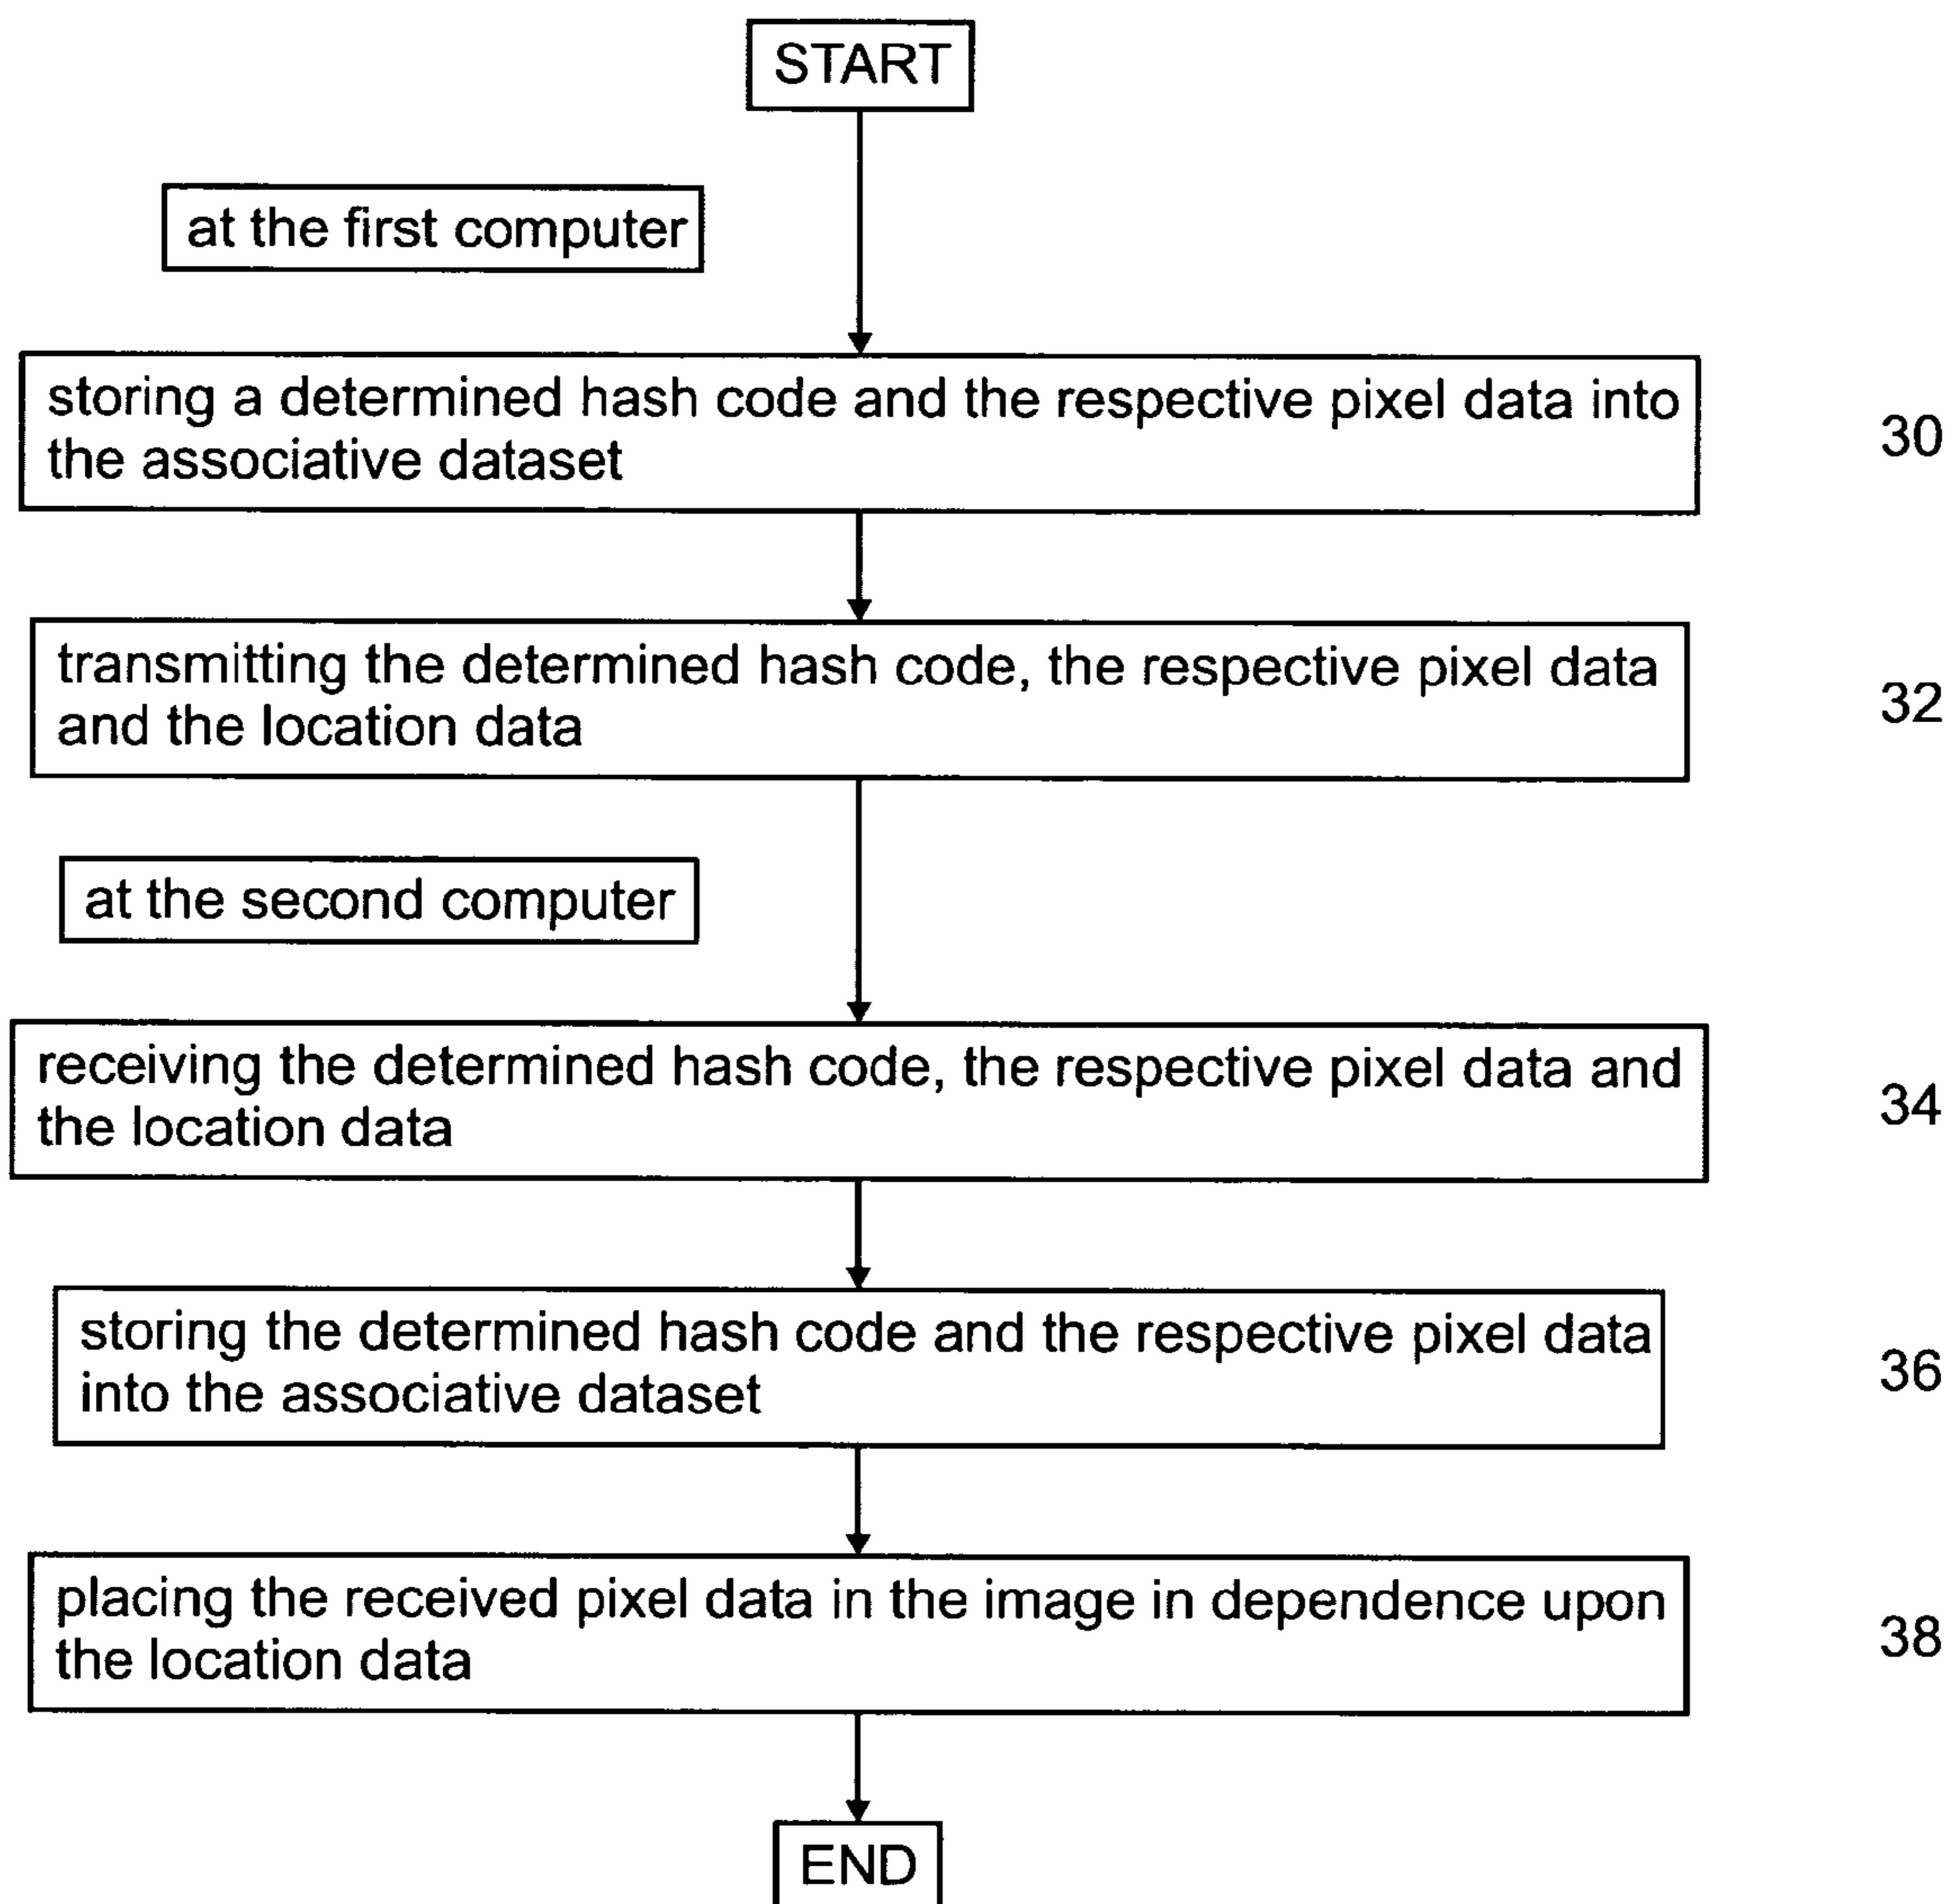 START
at the first computer
storing a determined hash code and the respective pixel data into
the associative dataset
30
transmitting the determined hash code, the respective pixel data
and the location data
32
at the second computer
receiving the determined hash code, the respective pixel data and
the location data
34
storing the determined hash code and the respective pixel data
into the associative dataset
36
placing the received pixel data in the image in dependence upon
the location data
38
END